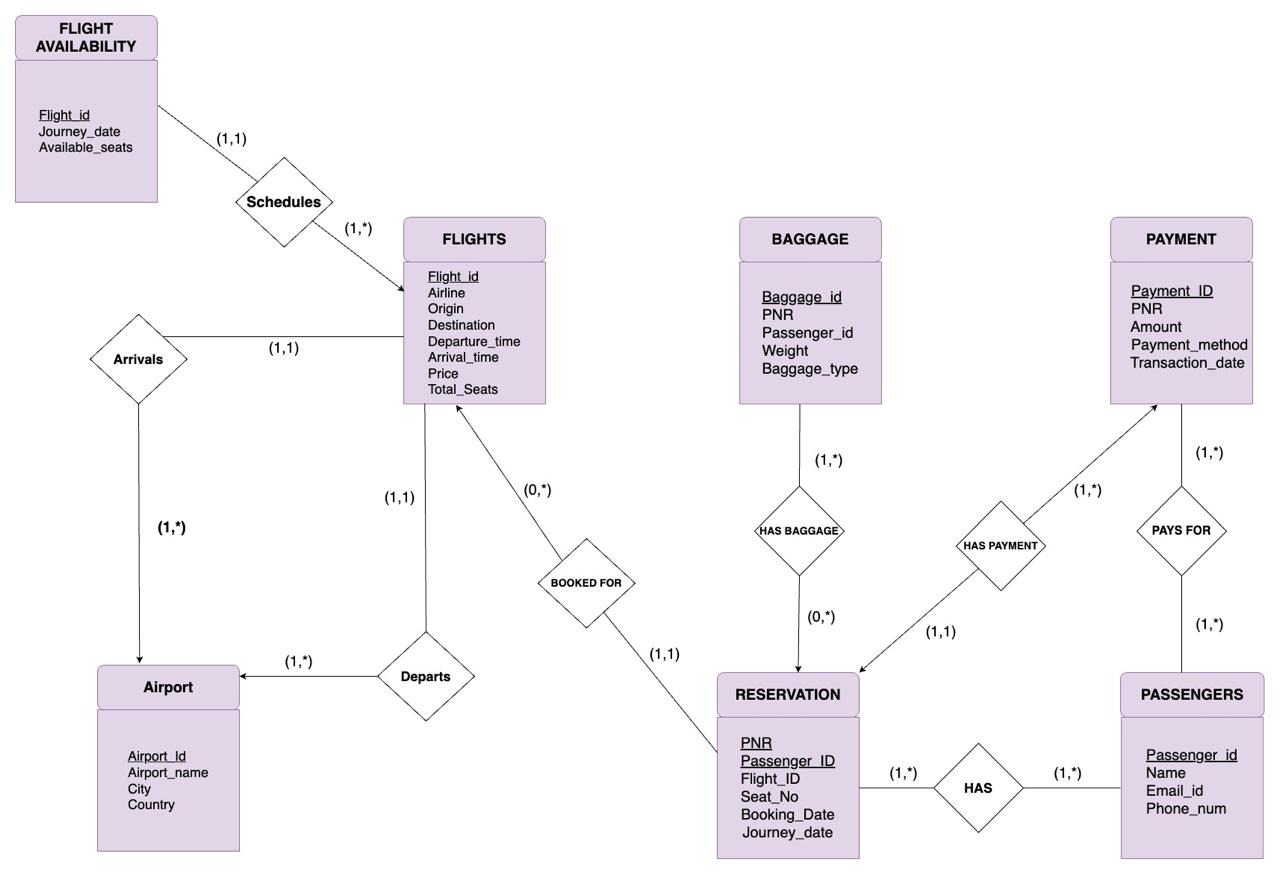 FLIGHT
AVAILABILITY
Flight_id
Journey_date
Available_seats
(1,1)
Schedules
(1,*)
FLIGHTS
Flight_id
Airline
Origin
Destination
Departure_time
Arrival_time
Price
Total_Seats
BAGGAGE
Baggage_id
PNR
Passenger_id
Weight
Baggage_type
PAYMENT
Payment_ID
PNR
Amount
Payment_method
Transaction_date
Arrivals
(1,1)
(1,*)
(1,1)
(0,*)
(1,*)
(1,*)
(1,*)
BOOKED FOR
HAS BAGGAGE
HAS PAYMENT
PAYS FOR
(1,1)
(0,*)
(1,1)
(1,*)
(1,*)
Departs
Airport
Airport_Id
Airport_name
City
Country
RESERVATION
PNR
Passenger_ID
Flight_ID
Seat_No
Booking_Date
Journey_date
(1,*)
HAS
(1,*)
PASSENGERS
Passenger_id
Name
Email_id
Phone_num